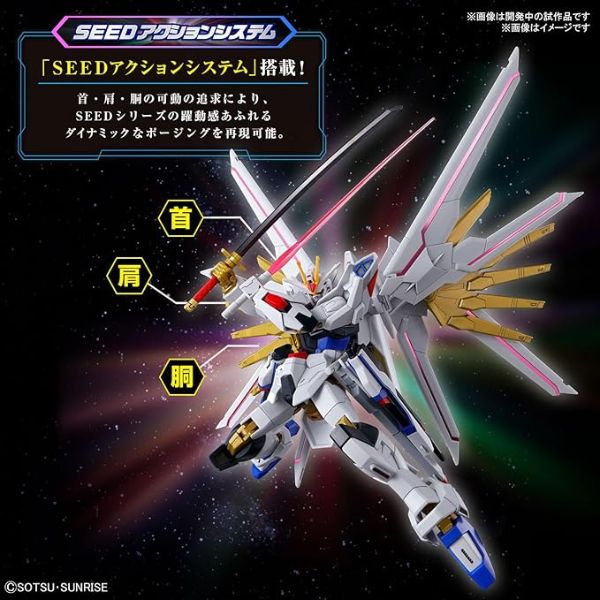 SEEDアクションシステム
「SEEDアクションシステム」搭載！
首・肩・胴の可動の追求により、
SEEDシリーズの躍動感あふれる
ダイナミックなポージングを再現可能。
※画像は開発中の試作品です
※画像はイメージです。
首
肩
胴
©SOTSU・SUNRISE